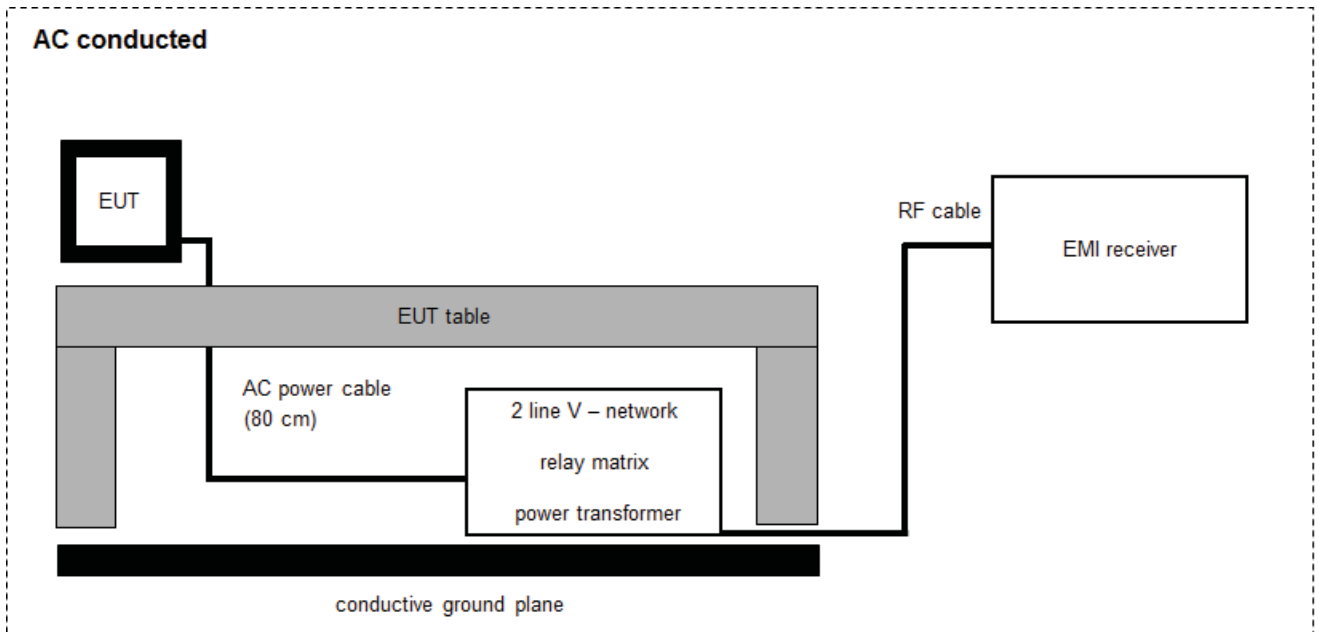 AC conducted
EUT
RF cable
EMI receiver
EUT table
AC power cable
(80 cm)
2 line V – network
relay matrix
power transformer
conductive ground plane